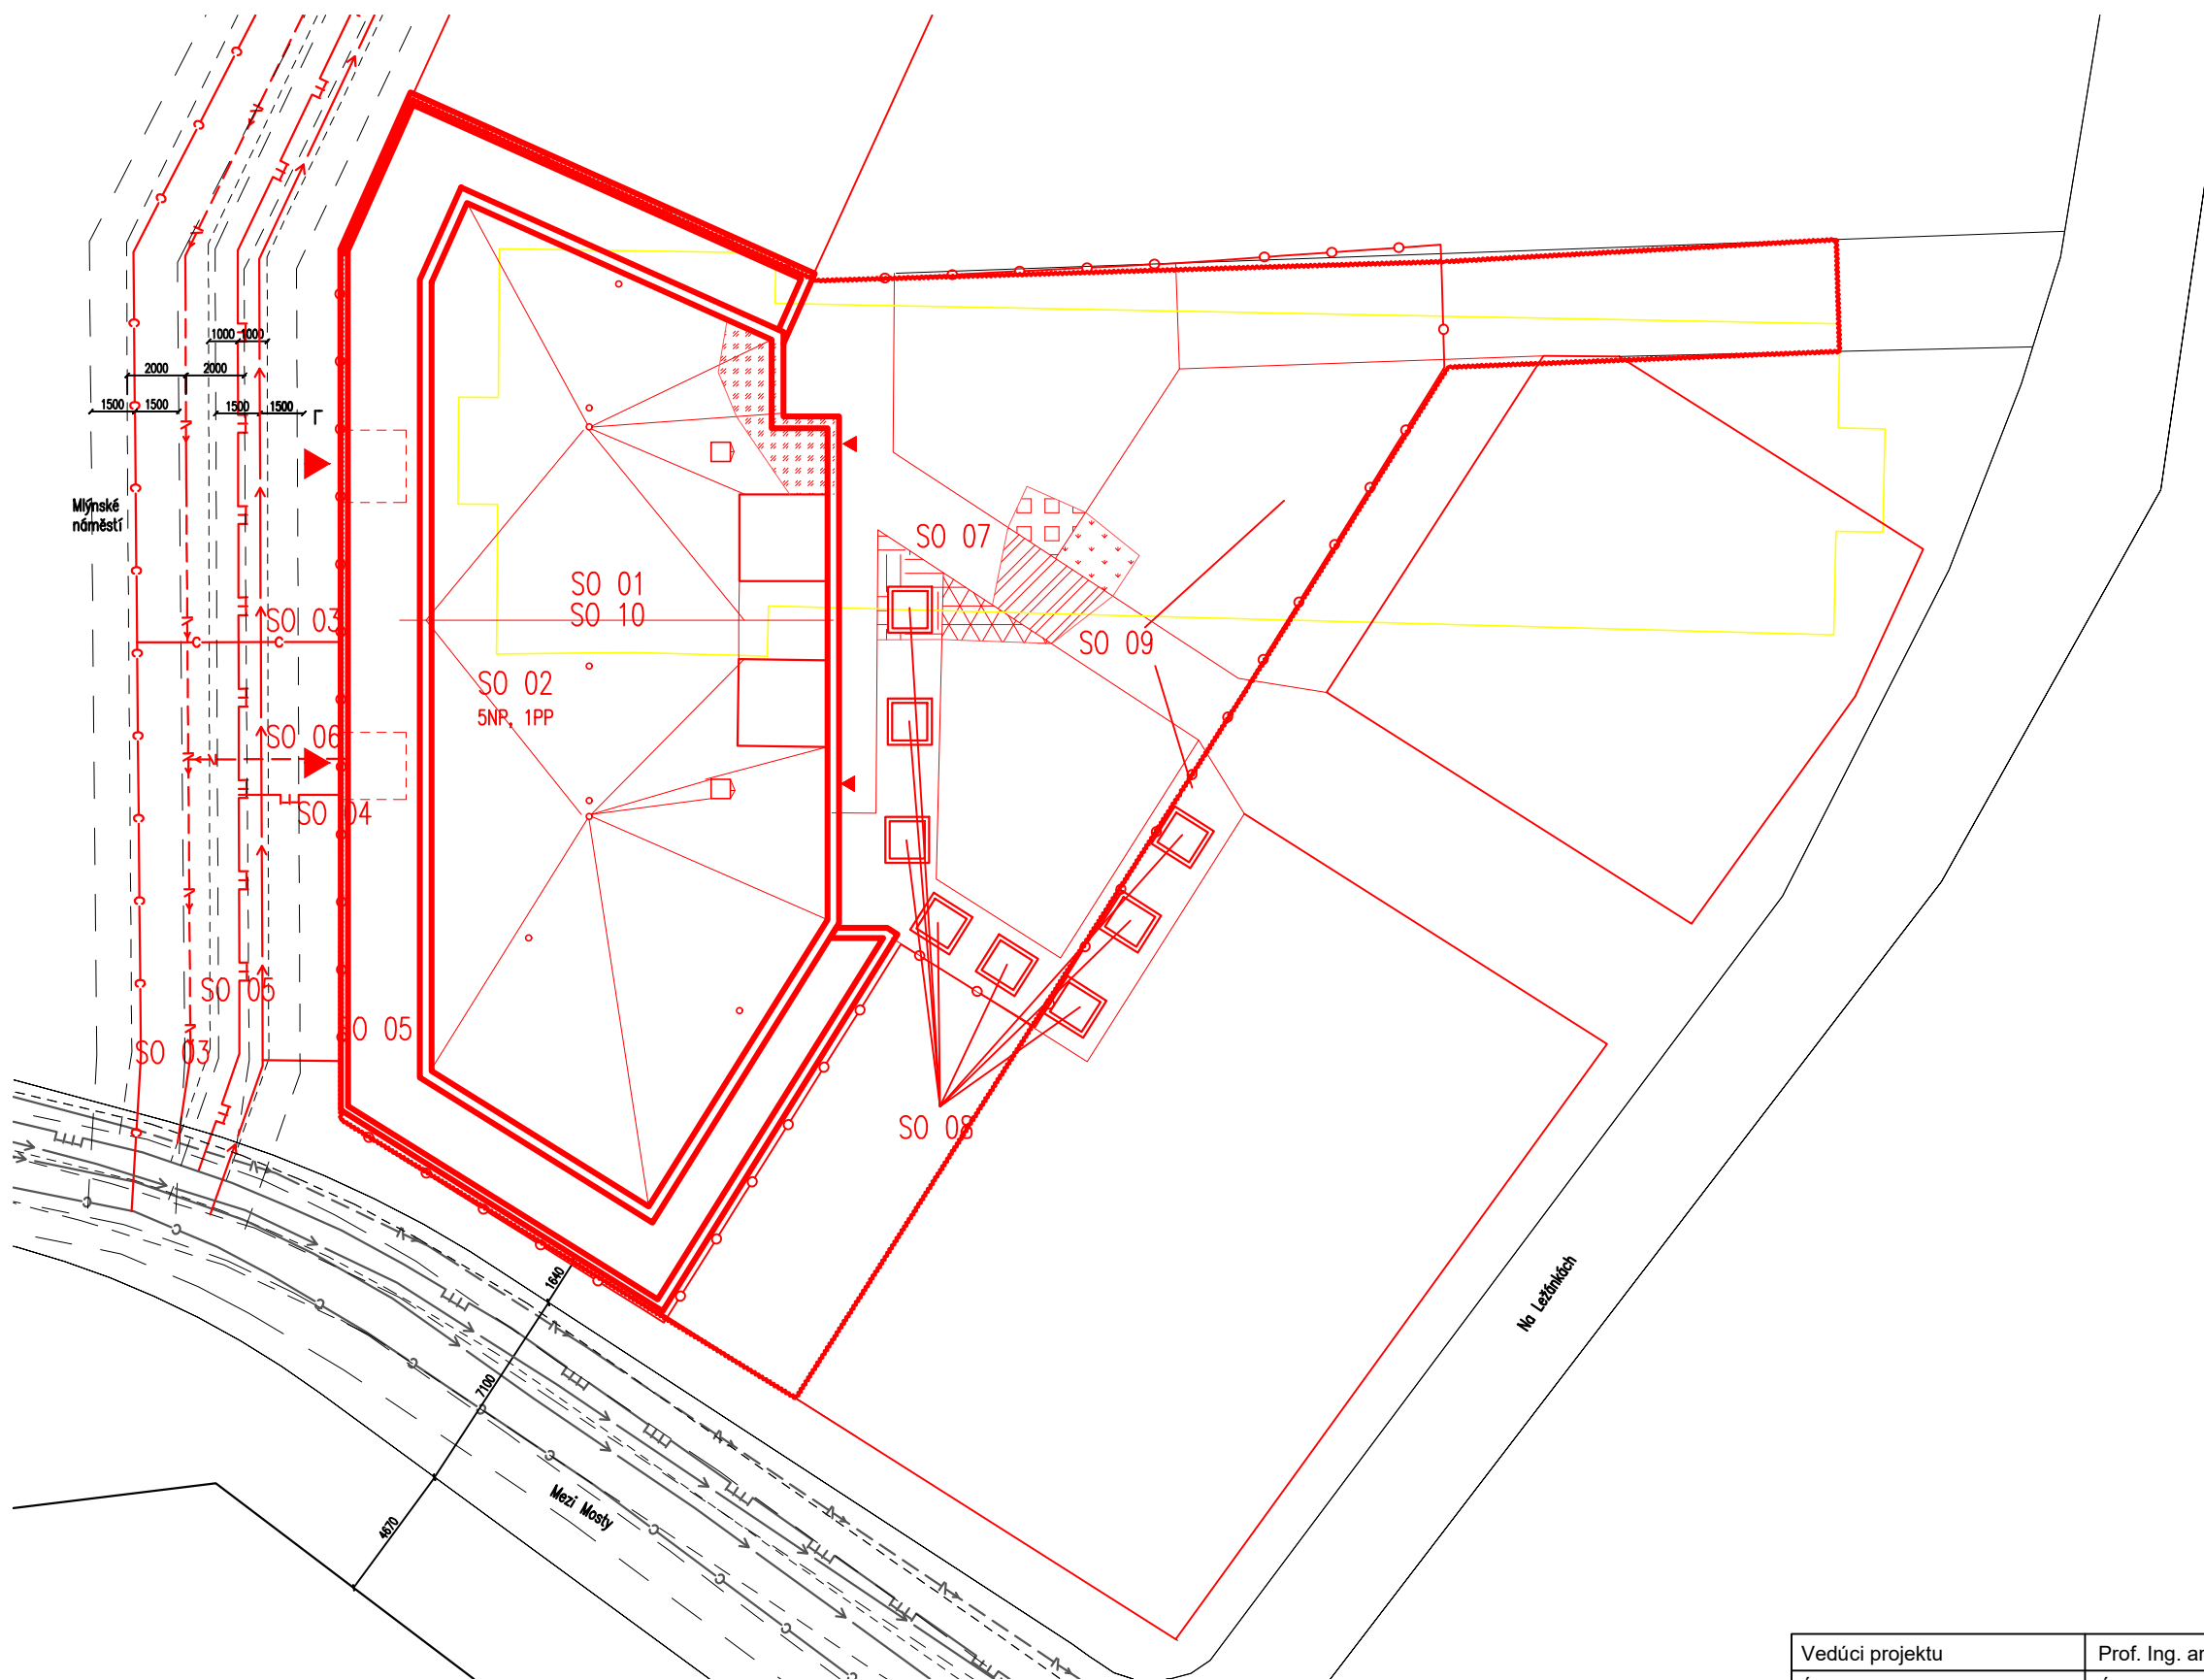 1000 1000
2000 2000
1500 1500
1500 1500
Mlýnské
náměstí
SO 07
SO 01
SO 10
SO 03
SO 09
SO 02
5NP, 1PP
SO 06
SO 04
SO 05
SO 05
SO 03
SO 08
1640
7100
4670
Mezi Mosty
Na Ležánkách
Vedúci projektu
Prof. Ing. ar